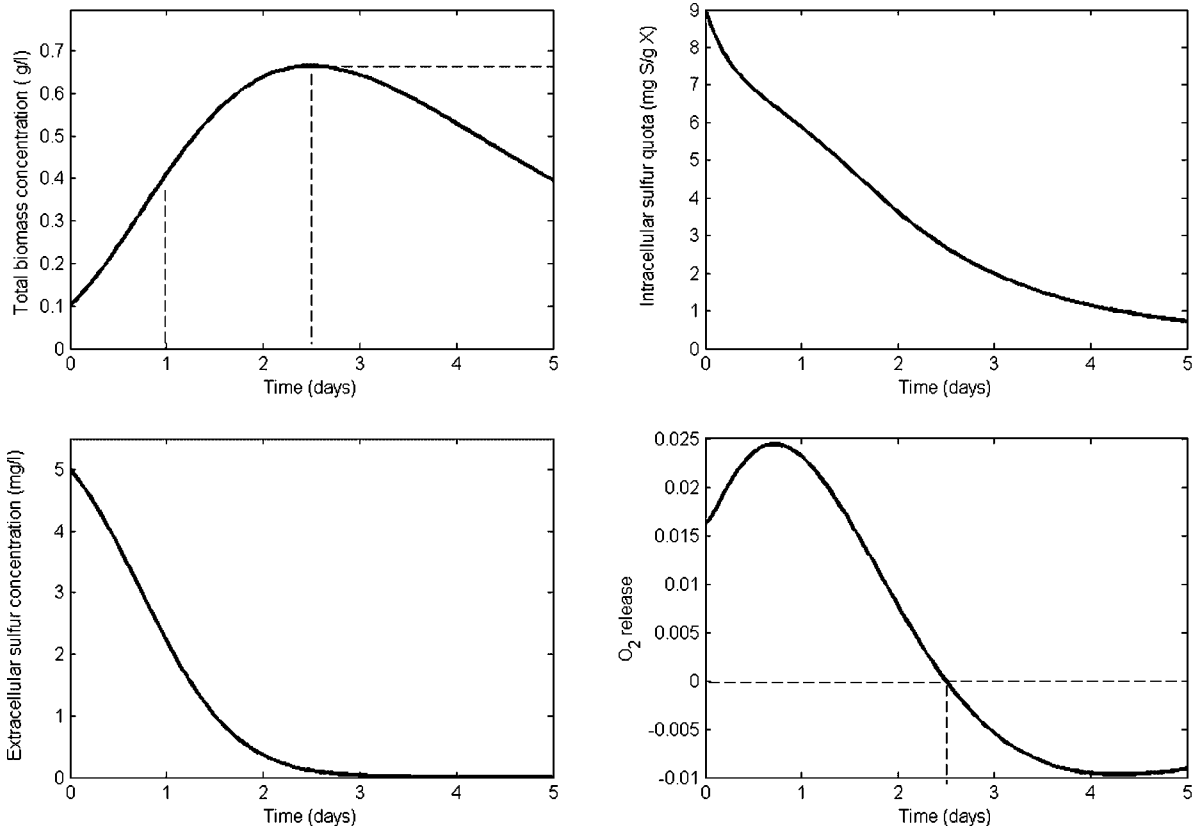 Total biomass concentration ( g/l)
0.7
0.6
0.5
0.4
0.3
0.2
0.1
0
0 1 2 3 4 5
Time (days)
Intracellular sulfur quota (mg S/g X)
9
8
7
6
5
4
3
2
1
0
0 1 2 3 4 5
Time (days)
Extracellular sulfur concentration (mg/l)
5
4
3
2
1
0
0 1 2 3 4 5
Time (days)
O2 release
0.025
0.02
0.015
0.01
0.005
0
-0.005
-0.01
0 1 2 3 4 5
Time (days)